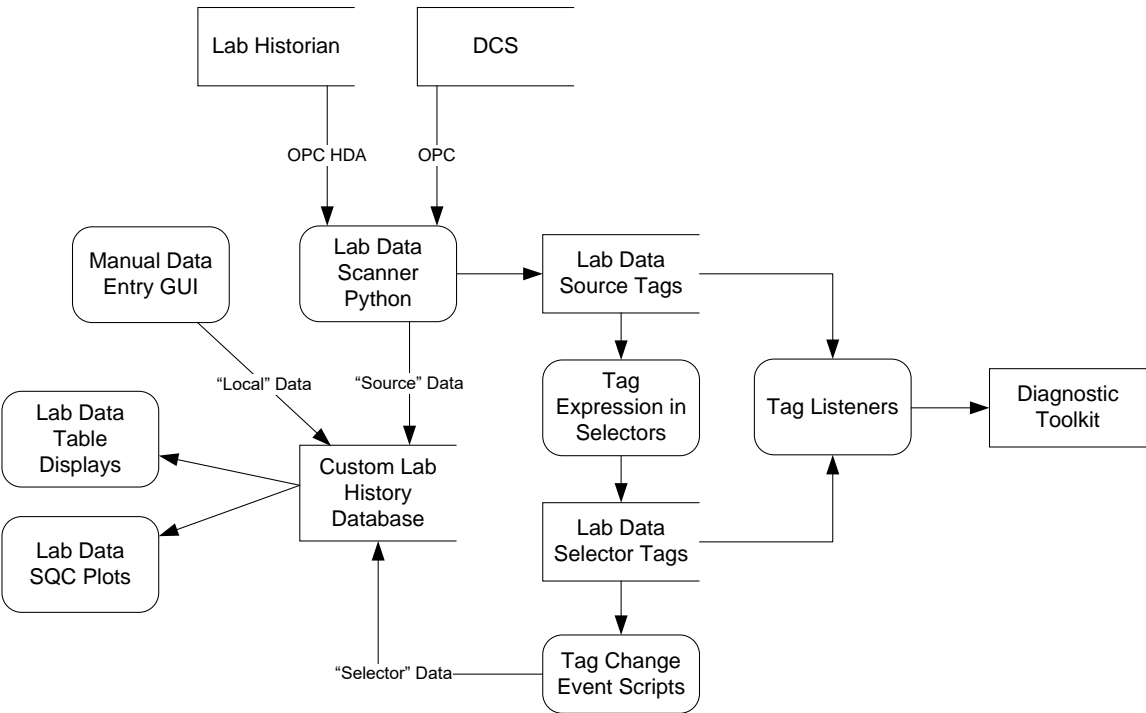 Lab Historian
DCS
OPC HDA
OPC
Manual Data
Entry GUI
Lab Data
Scanner
Python
Lab Data
Source Tags
"Local" Data
"Source" Data
Tag
Expression in
Selectors
Tag Listeners
Diagnostic
Toolkit
Lab Data
Table
Displays
Custom Lab
History
Database
Lab Data
SQC Plots
Lab Data
Selector Tags
"Selector" Data
Tag Change
Event Scripts